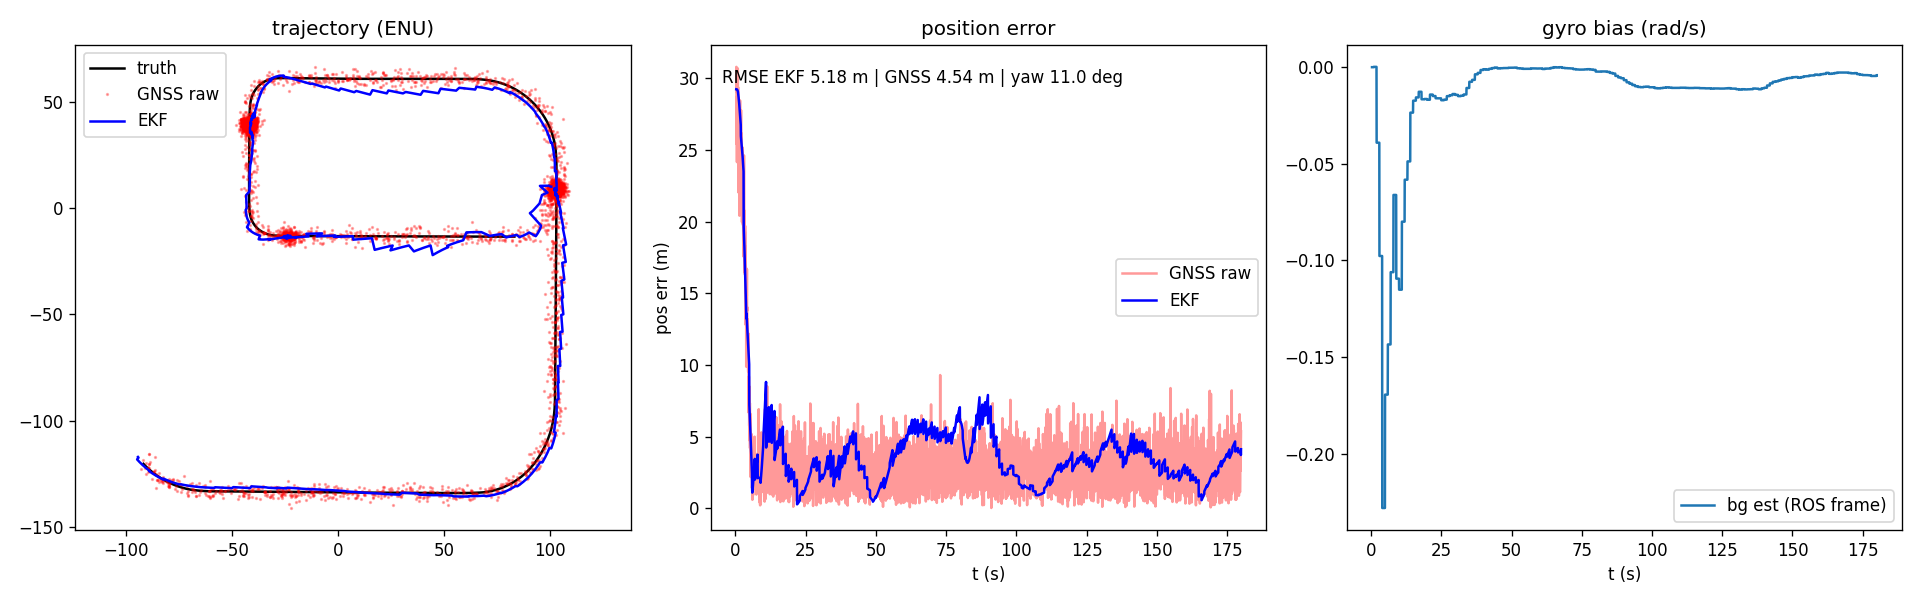 trajectory (ENU)
truth
GNSS raw
EKF
50
0
−50
−100
−150
−100
−50
0
50
100
position error
RMSE EKF 5.18 m | GNSS 4.54 m | yaw 11.0 deg
pos err (m)
30
25
20
15
10
5
0
GNSS raw
EKF
0
25
50
75
100
125
150
175
t (s)
gyro bias (rad/s)
0.00
−0.05
−0.10
−0.15
−0.20
bg est (ROS frame)
0
25
50
75
100
125
150
175
t (s)